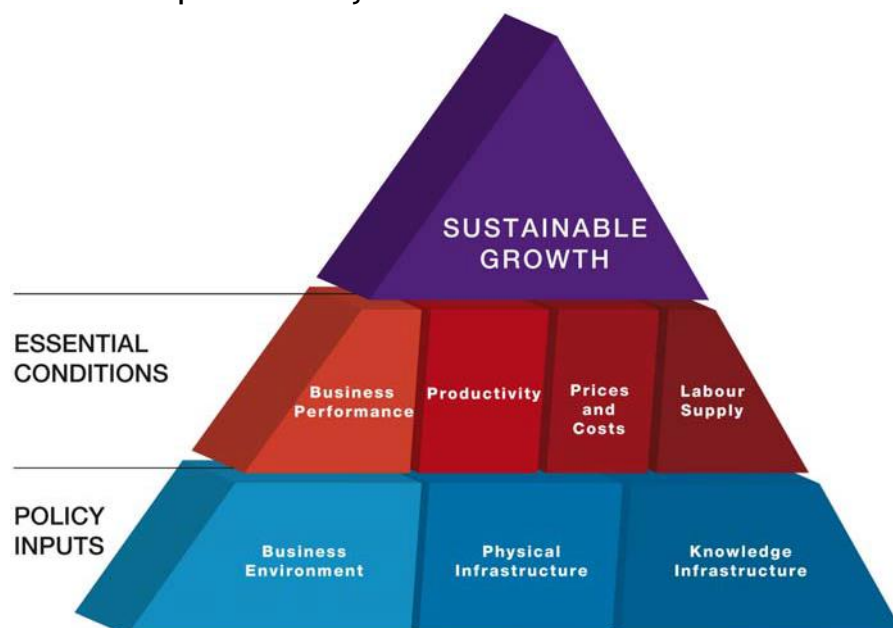 SUSTAINABLE
GROWTH
ESSENTIAL
CONDITIONS
Business
Performance
Productivity
Prices
and
Costs
Labour
Supply
POLICY
INPUTS
Business
Environment
Physical
Infrastructure
Knowledge
Infrastructure